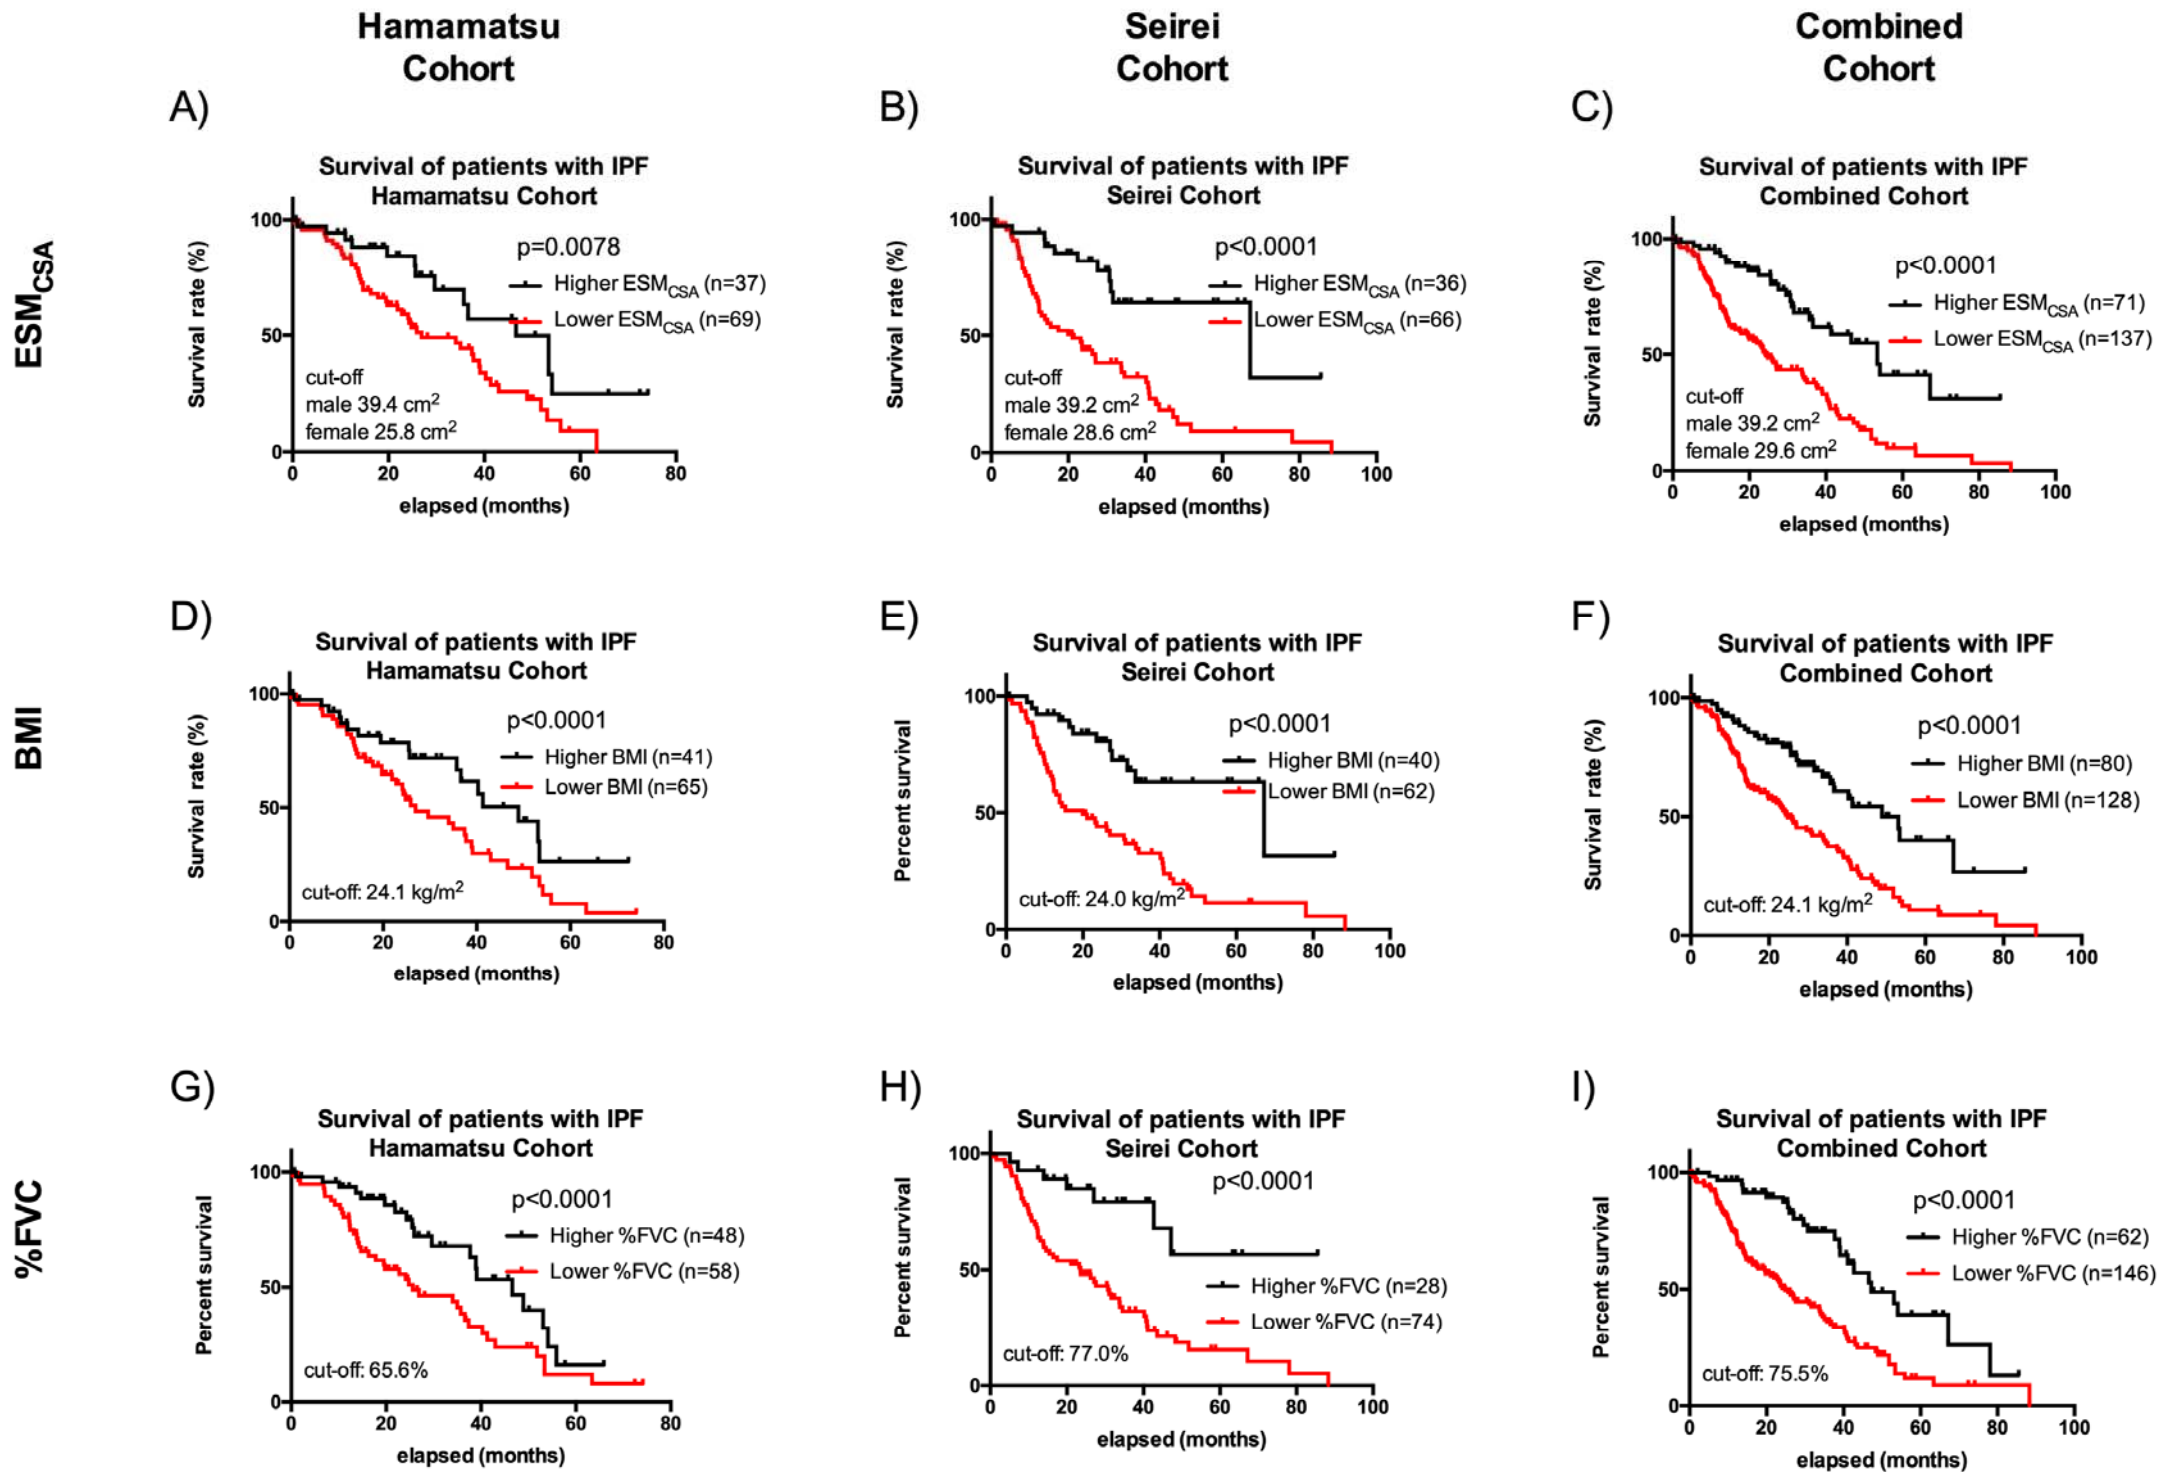 Hamamatsu
Cohort
Seirei
Cohort
Combined
Cohort
ESM_CSA
A)
Survival of patients with IPF
Hamamatsu Cohort
Survival rate (%)
100
50
0
p=0.0078
Higher ESM_CSA (n=37)
Lower ESM_CSA (n=69)
cut-off
male 39.4 cm²
female 25.8 cm²
0 20 40 60 80
elapsed (months)
B)
Survival of patients with IPF
Seirei Cohort
Survival rate (%)
100
50
0
p<0.0001
Higher ESM_CSA (n=36)
Lower ESM_CSA (n=66)
cut-off
male 39.2 cm²
female 28.6 cm²
0 20 40 60 80 100
elapsed (months)
C)
Survival of patients with IPF
Combined Cohort
Survival rate (%)
100
50
0
p<0.0001
Higher ESM_CSA (n=71)
Lower ESM_CSA (n=137)
cut-off
male 39.2 cm²
female 29.6 cm²
0 20 40 60 80 100
elapsed (months)
BMI
D)
Survival of patients with IPF
Hamamatsu Cohort
Survival rate (%)
100
50
0
p<0.0001
Higher BMI (n=41)
Lower BMI (n=65)
cut-off: 24.1 kg/m²
0 20 40 60 80
elapsed (months)
E)
Survival of patients with IPF
Seirei Cohort
Percent survival
100
50
0
p<0.0001
Higher BMI (n=40)
Lower BMI (n=62)
cut-off: 24.0 kg/m²
0 20 40 60 80 100
elapsed (months)
F)
Survival of patients with IPF
Combined Cohort
Survival rate (%)
100
50
0
p<0.0001
Higher BMI (n=80)
Lower BMI (n=128)
cut-off: 24.1 kg/m²
0 20 40 60 80 100
elapsed (months)
%FVC
G)
Survival of patients with IPF
Hamamatsu Cohort
Percent survival
100
50
0
p<0.0001
Higher %FVC (n=48)
Lower %FVC (n=58)
cut-off: 65.6%
0 20 40 60 80
elapsed (months)
H)
Survival of patients with IPF
Seirei Cohort
Percent survival
100
50
0
p<0.0001
Higher %FVC (n=28)
Lower %FVC (n=74)
cut-off: 77.0%
0 20 40 60 80 100
elapsed (months)
I)
Survival of patients with IPF
Combined Cohort
Percent survival
100
50
0
p<0.0001
Higher %FVC (n=62)
Lower %FVC (n=146)
cut-off: 75.5%
0 20 40 60 80 100
elapsed (months)